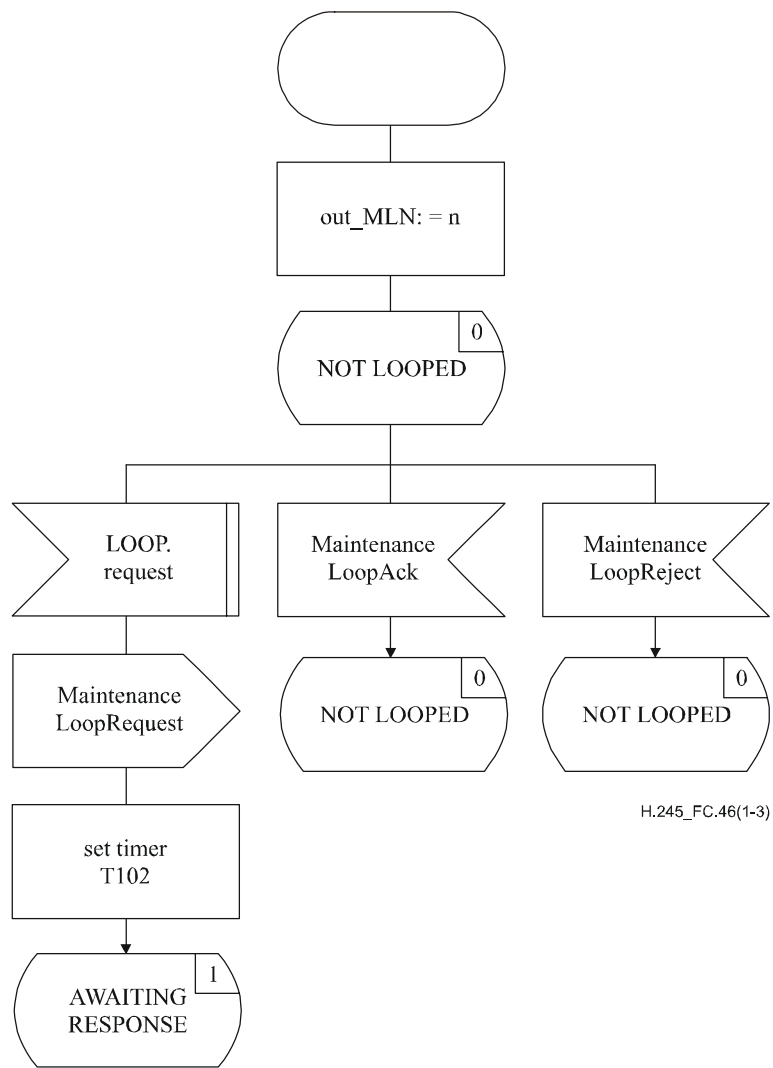 out_MLN: = n
0
NOT LOOPED
LOOP.
request
Maintenance
LoopAck
Maintenance
LoopReject
Maintenance
LoopRequest
0
NOT LOOPED
0
NOT LOOPED
set timer
T102
H.245_FC.46(1-3)
1
AWAITING
RESPONSE